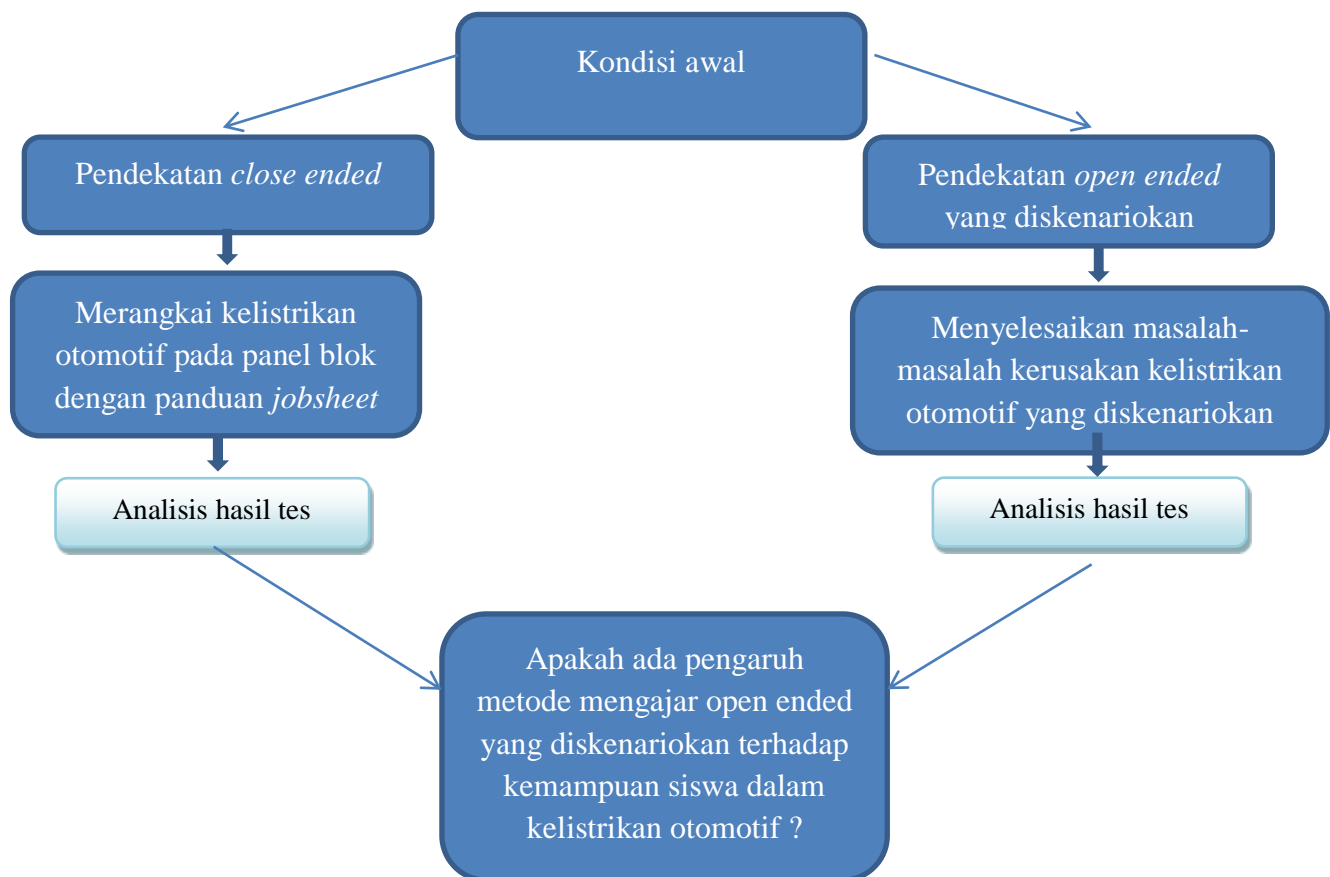 Kondisi awal
Pendekatan close ended
Pendekatan open ended
yang diskenariokan
Merangkai kelistrikan
otomotif pada panel blok
dengan panduan jobsheet
Menyelesaikan masalah-
masalah kerusakan kelistrikan
otomotif yang diskenariokan
Analisis hasil tes
Analisis hasil tes
Apakah ada pengaruh
metode mengajar open ended
yang diskenariokan terhadap
kemampuan siswa dalam
kelistrikan otomotif ?